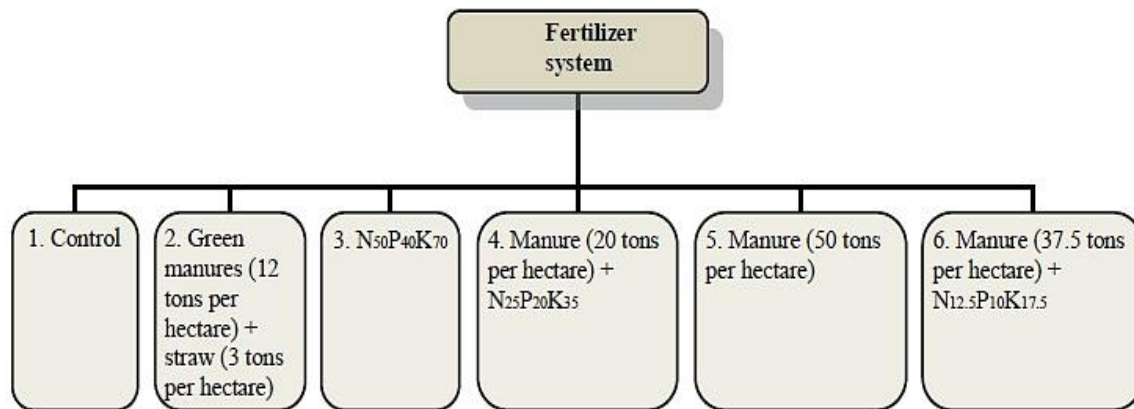 Fertilizer
system
1. Control
2. Green
manures (12
tons per
hectare) +
straw (3 tons
per hectare)
3. N50P40K70
4. Manure (20 tons
per hectare) +
N25P20K35
5. Manure (50 tons
per hectare)
6. Manure (37.5 tons
per hectare) +
N12.5P10K17.5